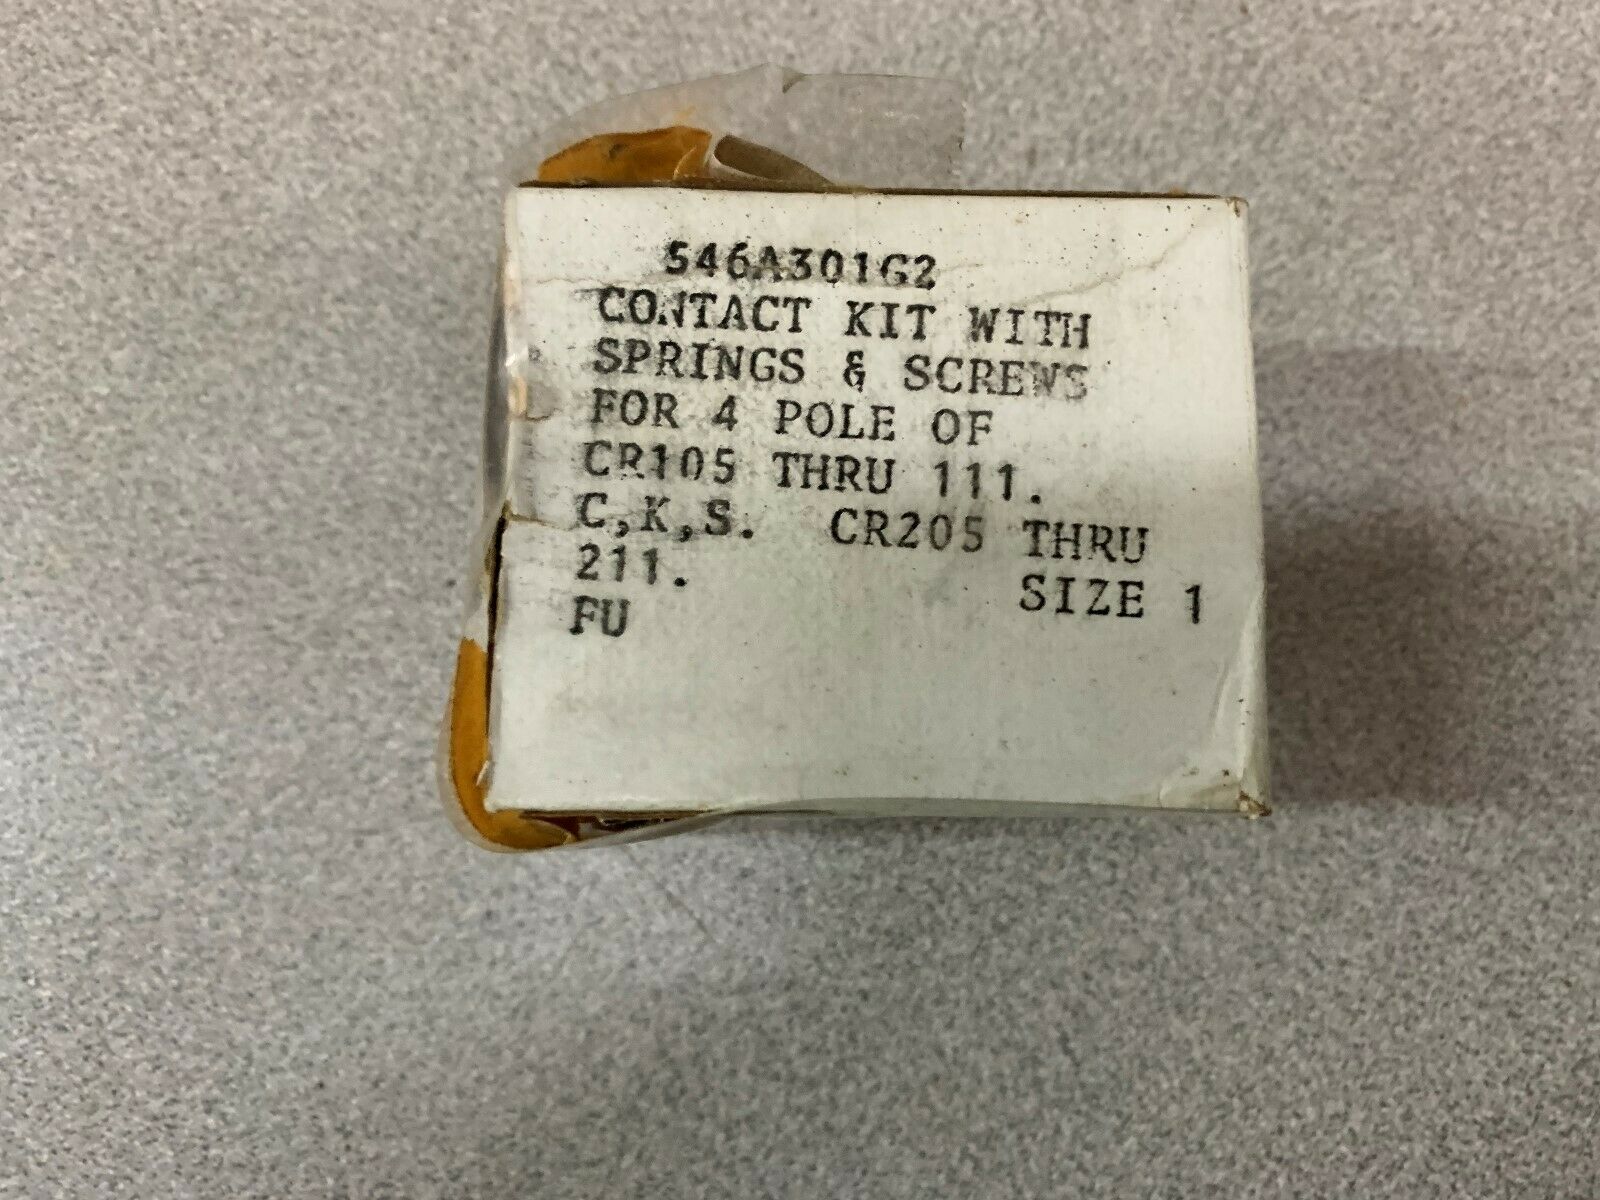 546A301G2
CONTACT KIT WITH
SPRINGS & SCREWS
FOR 4 POLE OF
CR105 THRU 111.
C,K,S. CR205 THRU
211. SIZE 1
FU